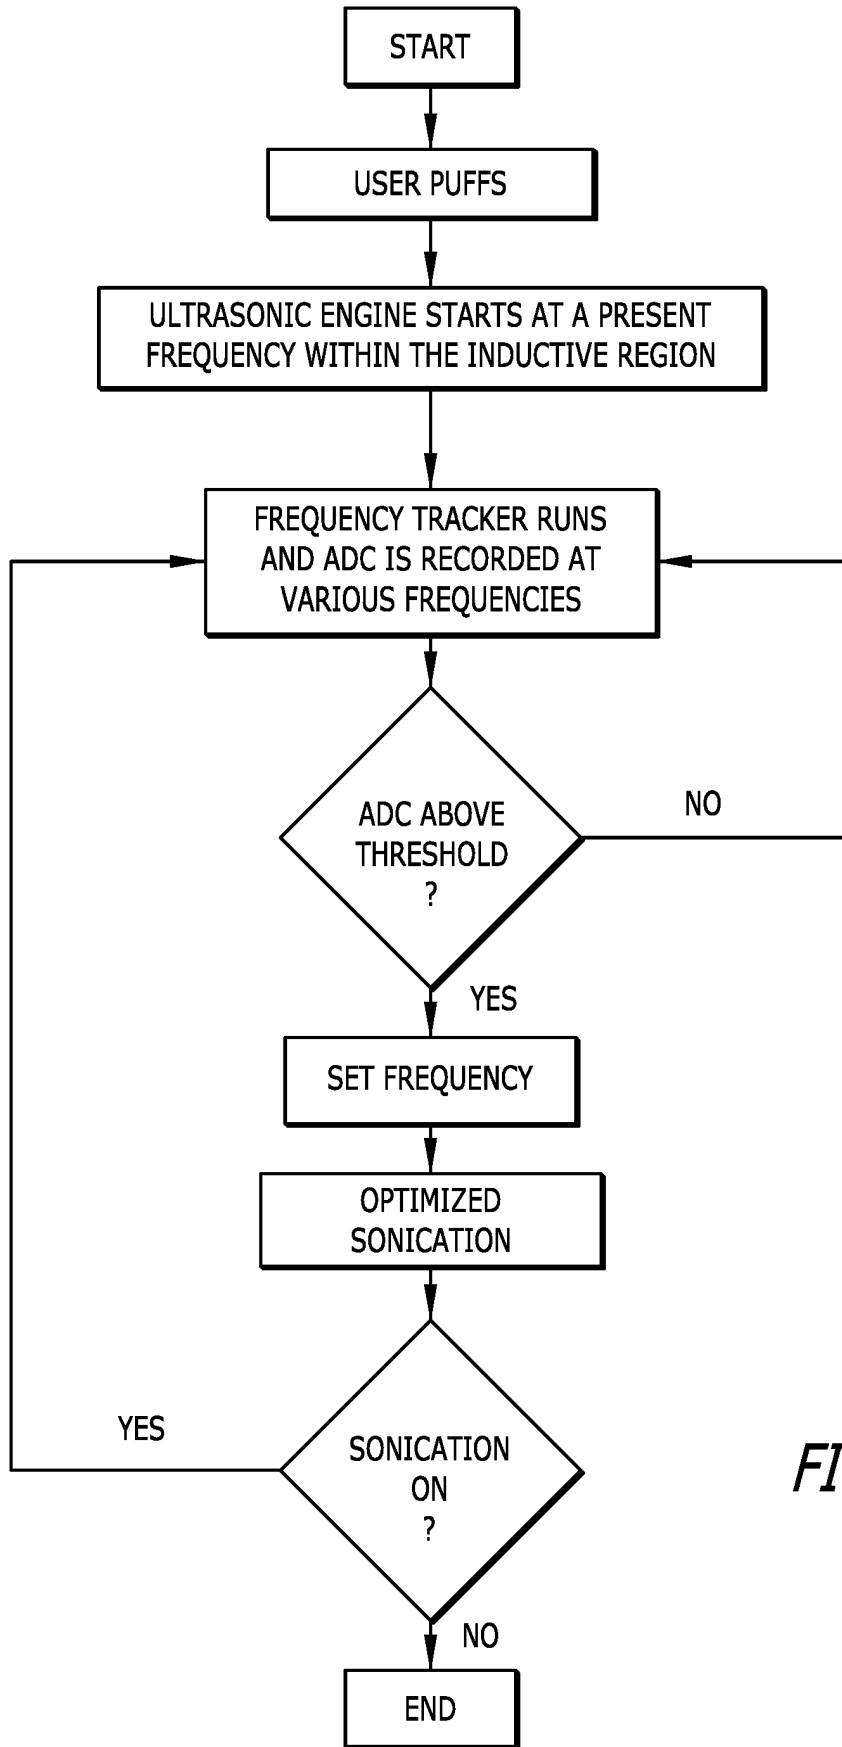 START
USER PUFFS
ULTRASONIC ENGINE STARTS AT A PRESENT
FREQUENCY WITHIN THE INDUCTIVE REGION
FREQUENCY TRACKER RUNS
AND ADC IS RECORDED AT
VARIOUS FREQUENCIES
ADC ABOVE
THRESHOLD
?
NO
YES
SET FREQUENCY
OPTIMIZED
SONICATION
YES
SONICATION
ON
?
FI
NO
END